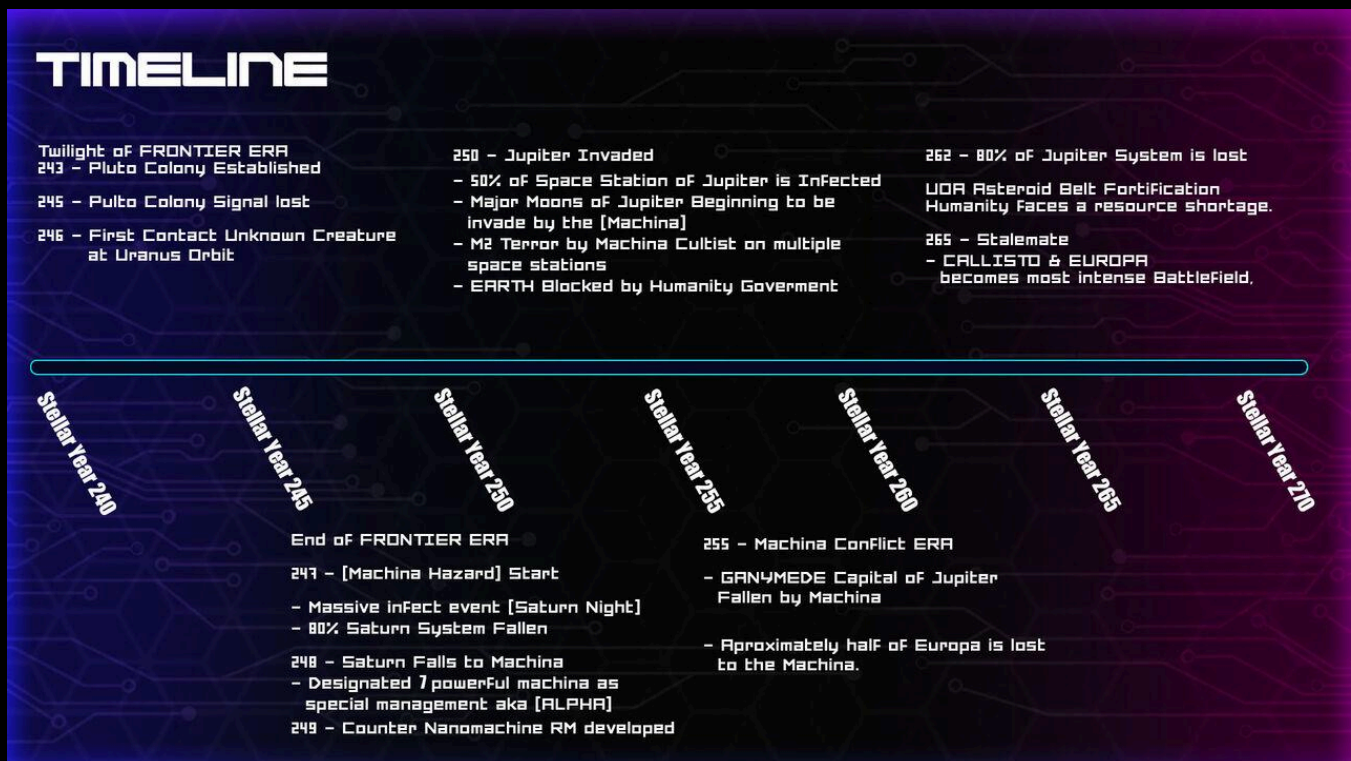 TIMELINE
Twilight of FRONTIER ERA
243 - Pluto Colony Established
245 - Pulto Colony Signal lost
246 - First Contact Unknown Creature
at Uranus Orbit
250 - Jupiter Invaded
- 50% of Space Station of Jupiter is Infected
- Major Moons of Jupiter Beginning to be
invade by the [Machina]
- M2 Terror by Machina Cultist on multiple
space stations
- EARTH Blocked by Humanity Goverment
262 - 80% of Jupiter System is lost
UOA Asteroid Belt Fortification
Humanity faces a resource shortage.
265 - Stalemate
- CALLISTO & EUROPA
becomes most intense BattleField,
Stellar Year 240
Stellar Year 245
Stellar Year 250
Stellar Year 255
Stellar Year 260
Stellar Year 265
Stellar Year 270
End of FRONTIER ERA
247 - [Machina Hazard] Start
- Massive infect event [Saturn Night]
- 80% Saturn System Fallen
248 - Saturn Falls to Machina
- Designated 7 powerful machina as
special management aka [ALPHA]
249 - Counter Nanomachine RM developed
255 - Machina Conflict ERA
- GANYMEDE Capital of Jupiter
Fallen by Machina
- Aproximately half of Europa is lost
to the Machina.